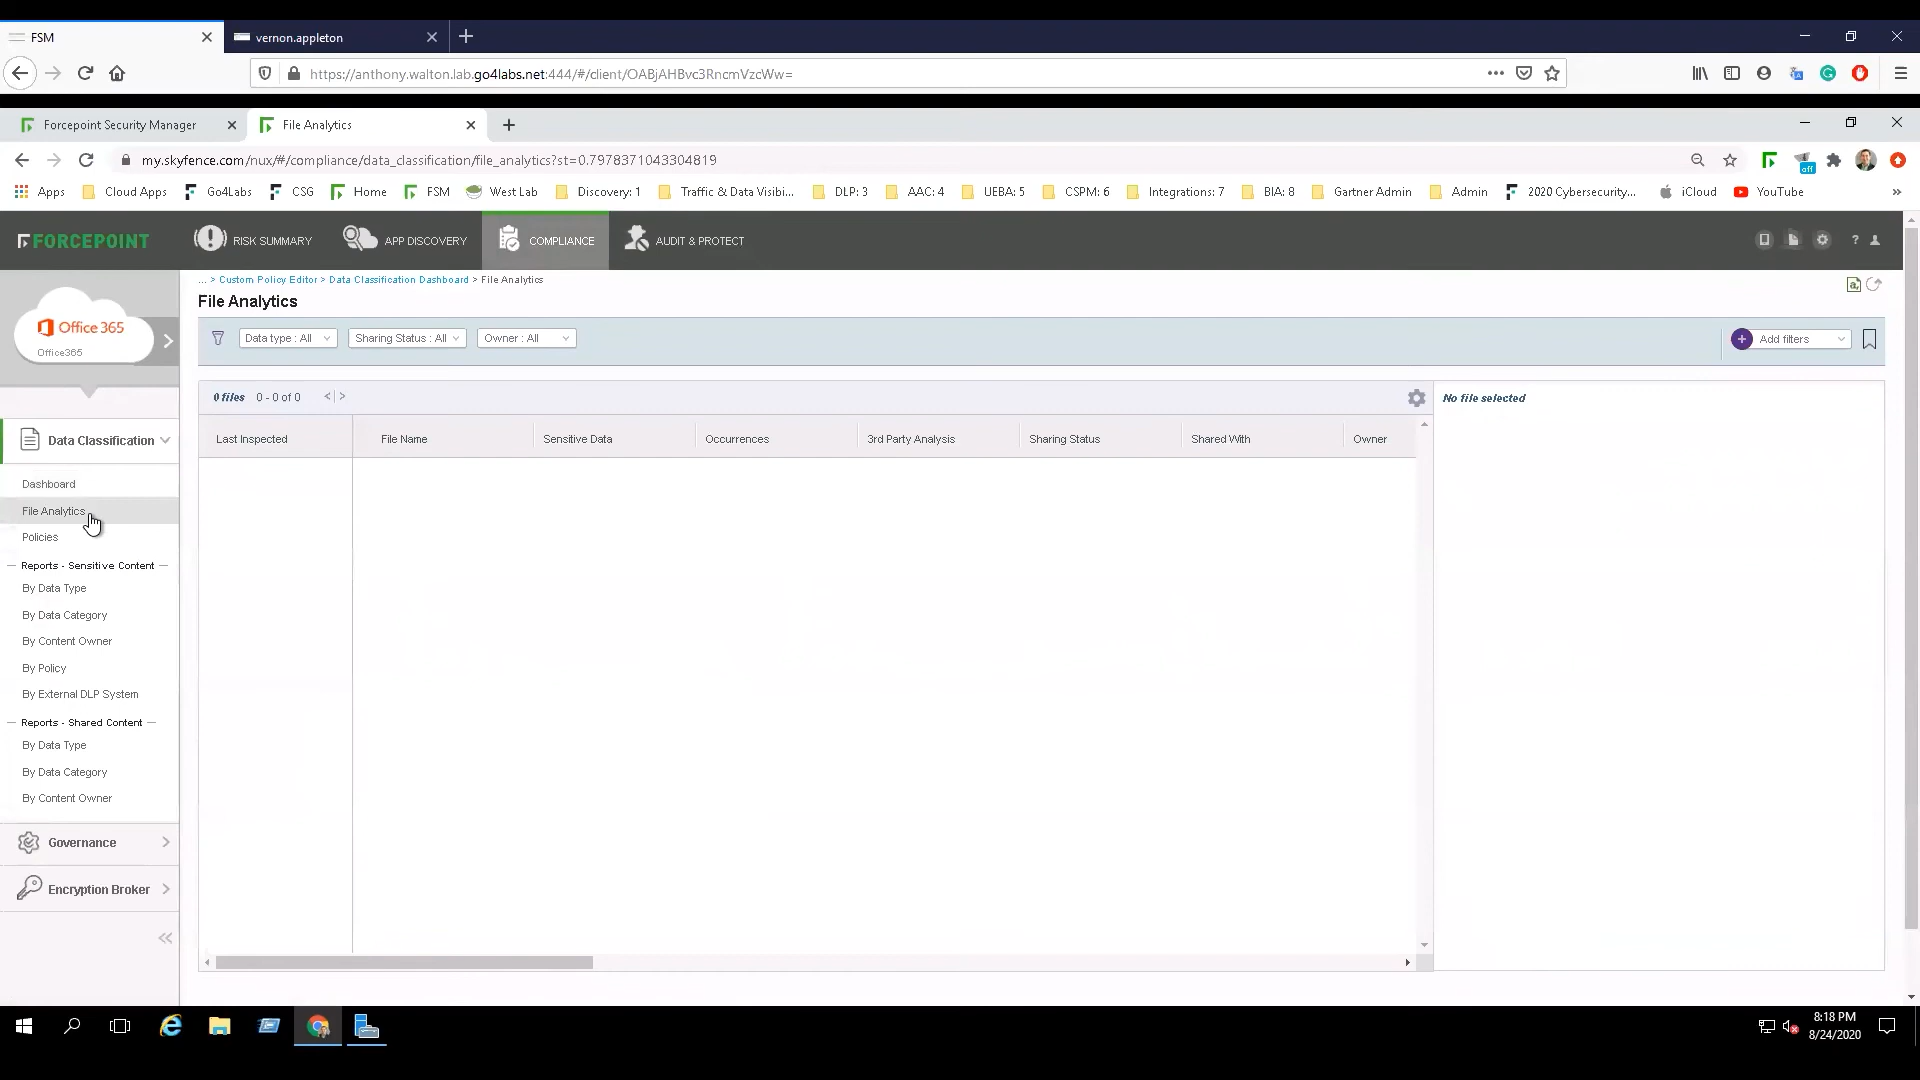 FSM
vernon.appleton
https://anthony.walton.lab.go4labs.net:444/#/client/OABjAHBvc3RncmVzcWw=
Forcepoint Security Manager
File Analytics
my.skyfence.com/nux/#/compliance/data_classification/file_analytics?st=0.7978371043304819
Apps
Cloud Apps
Go4Labs
CSG
Home
FSM
West Lab
Discovery: 1
Traffic & Data Visibi...
DLP: 3
AAC: 4
UEBA: 5
CSPM: 6
Integrations: 7
BIA: 8
Gartner Admin
Admin
2020 Cybersecurity...
iCloud
YouTube
»
off
FORCEPOINT
RISK SUMMARY
APP DISCOVERY
COMPLIANCE
AUDIT & PROTECT
?
... > Custom Policy Editor > Data Classification Dashboard > File Analytics
File Analytics
Office 365
Office365
Data type : All
Sharing Status : All
Owner : All
+ Add filters
0 files 0 - 0 of 0 < | >
No file selected
Last Inspected
File Name
Sensitive Data
Occurrences
3rd Party Analysis
Sharing Status
Shared With
Owner
Data Classification
Dashboard
File Analytics
Policies
Reports - Sensitive Content
By Data Type
By Data Category
By Content Owner
By Policy
By External DLP System
Reports - Shared Content
By Data Type
By Data Category
By Content Owner
Governance
Encryption Broker
8:18 PM
8/24/2020